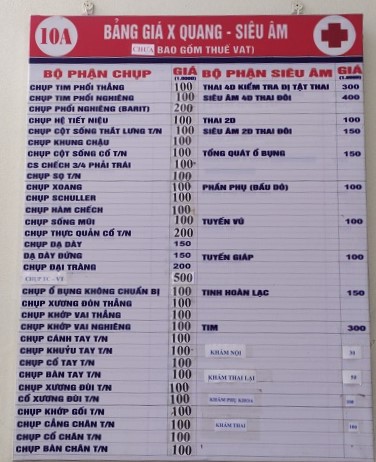 10A
BẢNG GIÁ X QUANG - SIÊU ÂM
(CHƯA BAO GỒM THUẾ VAT)
BỘ PHẬN CHỤP GIÁ BỘ PHẬN SIÊU ÂM GIÁ
(1.000Đ) (1.000Đ)
CHỤP TIM PHỔI THẲNG 100 THAI 4D KIỂM TRA DỊ TẬT THAI 300
CHỤP TIM PHỔI NGHIÊNG 100 SIÊU ÂM 4D THAI ĐÔI 400
CHỤP PHỔI NGHIÊNG (BARIT) 200
CHỤP HỆ TIẾT NIỆU 100 THAI 2D 100
CHỤP CỘT SỐNG THẮT LƯNG T/N 100 SIÊU ÂM 2D THAI ĐÔI 150
CHỤP KHUNG CHẬU 100
CHỤP CỘT SỐNG CỔ T/N 100 TỔNG QUÁT Ổ BỤNG 150
CS CHẾCH 3/4 PHẢI TRÁI 100
CHỤP SỌ T/N 100
CHỤP XOANG 100 PHẦN PHỤ (ĐẦU DÒ) 100
CHỤP SCHULLER 100
CHỤP HÀM CHẾCH 100
CHỤP SỐNG MŨI 100 TUYẾN VÚ 100
CHỤP THỰC QUẢN CỔ T/N 200
CHỤP DẠ DÀY 150
DẠ DÀY ĐỨNG 150 TUYẾN GIÁP 100
CHỤP ĐẠI TRÀNG 200
500
CHỤP Ổ BỤNG KHÔNG CHUẨN BỊ 100 TINH HOÀN LẠC 150
CHỤP XƯƠNG ĐÒN THẲNG 100
CHỤP KHỚP VAI THẲNG 100
CHỤP KHỚP VAI NGHIÊNG 100 TIM 300
CHỤP CÁNH TAY T/N 100
CHỤP KHUỶU TAY T/N 100 KHÁM NỘI 30
CHỤP CỔ TAY T/N 100
CHỤP BÀN TAY T/N 100 KHÁM THAI LẠI 50
CHỤP XƯƠNG ĐÙI T/N 100
CỔ XƯƠNG ĐÙI T/N 100 KHÁM PHỤ KHOA 100
CHỤP KHỚP GỐI T/N 100
CHỤP CẲNG CHÂN T/N 100 KHÁM THAI 100
CHỤP CỔ CHÂN T/N 100
CHỤP BÀN CHÂN T/N 100